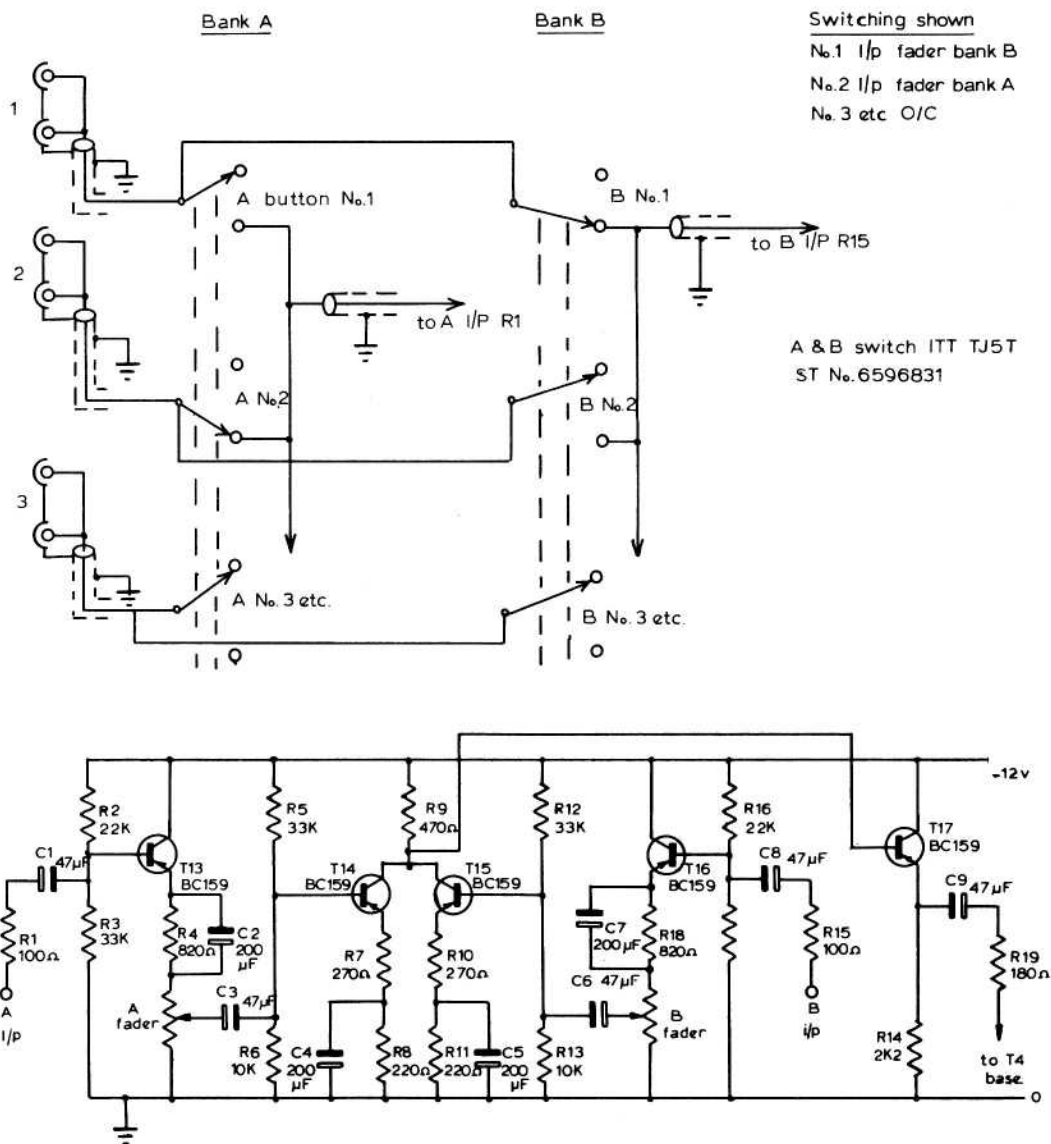 Bank A
Bank B
Switching shown
No.1 I/p fader bank B
No.2 I/p fader bank A
No.3 etc O/C
1
A button No.1
B No.1
to B I/P R15
2
to A I/P R1
A & B switch ITT TJ5T
ST No.6596831
A No.2
B No.2
3
A No.3 etc.
B No.3 etc.
-12v
R2
22K
R5
33K
R9
470Ω
R12
33K
R16
22K
T17
BC159
C1
47µF
T13
BC159
T14
BC159
T15
BC159
T16
BC159
C8
47µF
C9
47µF
R1
100Ω
R3
33K
R4
820Ω
C2
200
µF
R7
270Ω
R10
270Ω
C7
200µF
R18
820Ω
R15
100Ω
R19
180Ω
A
I/p
A
fader
C3
47µF
C6
47µF
B
fader
B
i/p
R6
10K
C4
200
µF
R8
220Ω
R11
220Ω
C5
200
µF
R13
10K
R14
2K2
to T4
base
0